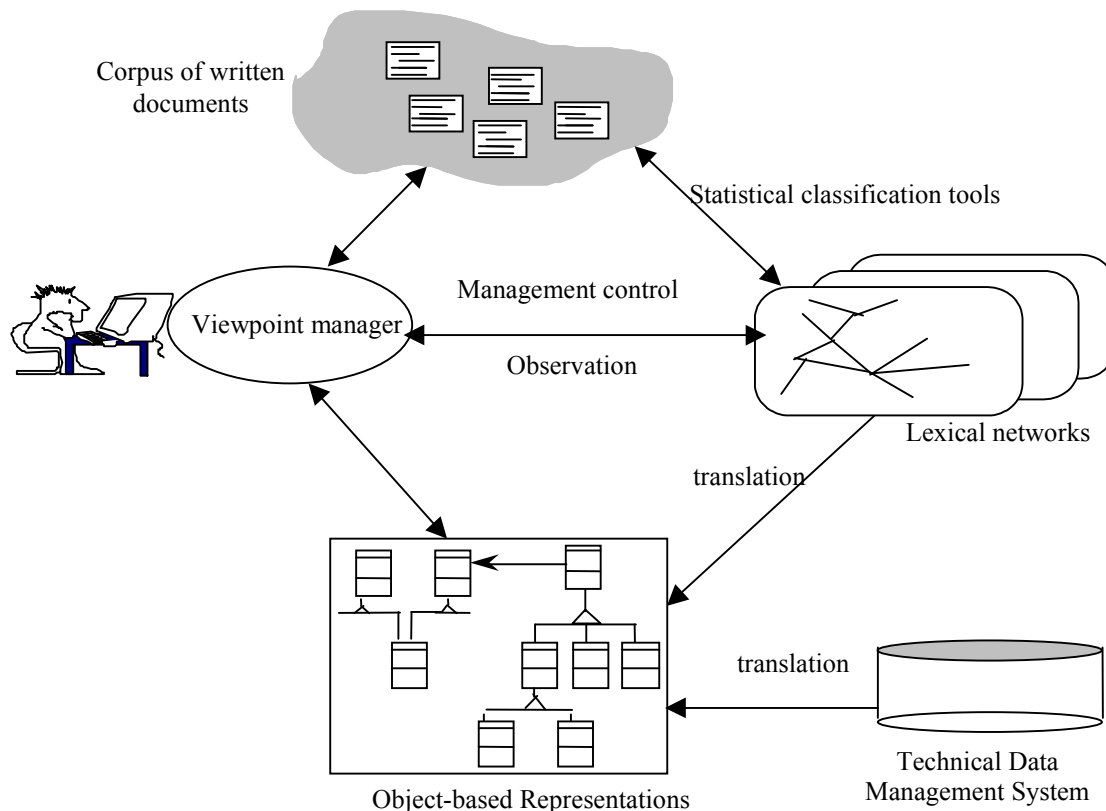 Corpus of written
documents
Statistical classification tools
Management control
Viewpoint manager
Observation
Lexical networks
translation
translation
Technical Data
Management System
Object-based Representations